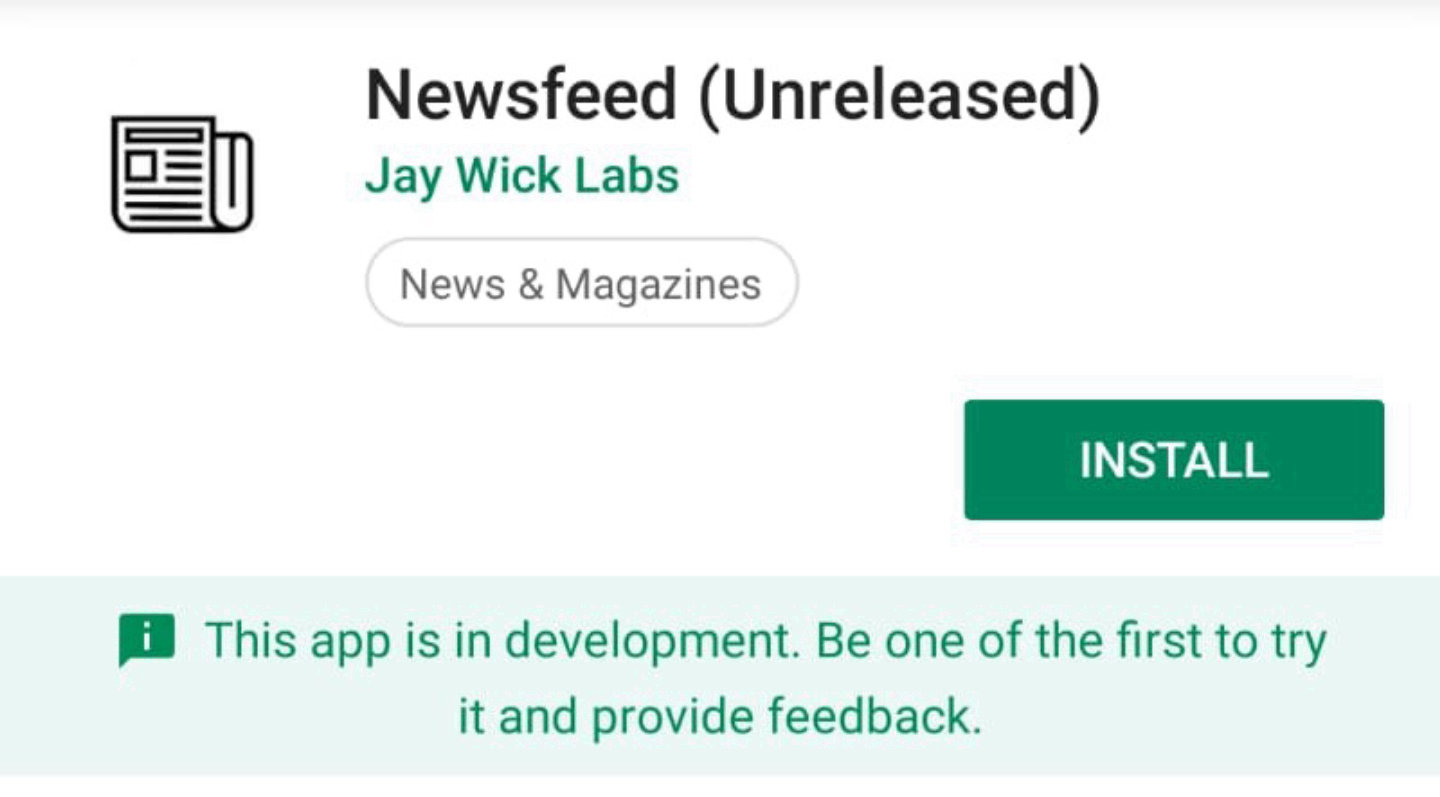 Newsfeed (Unreleased)
Jay Wick Labs
News & Magazines
INSTALL
This app is in development. Be one of the first to try
it and provide feedback.